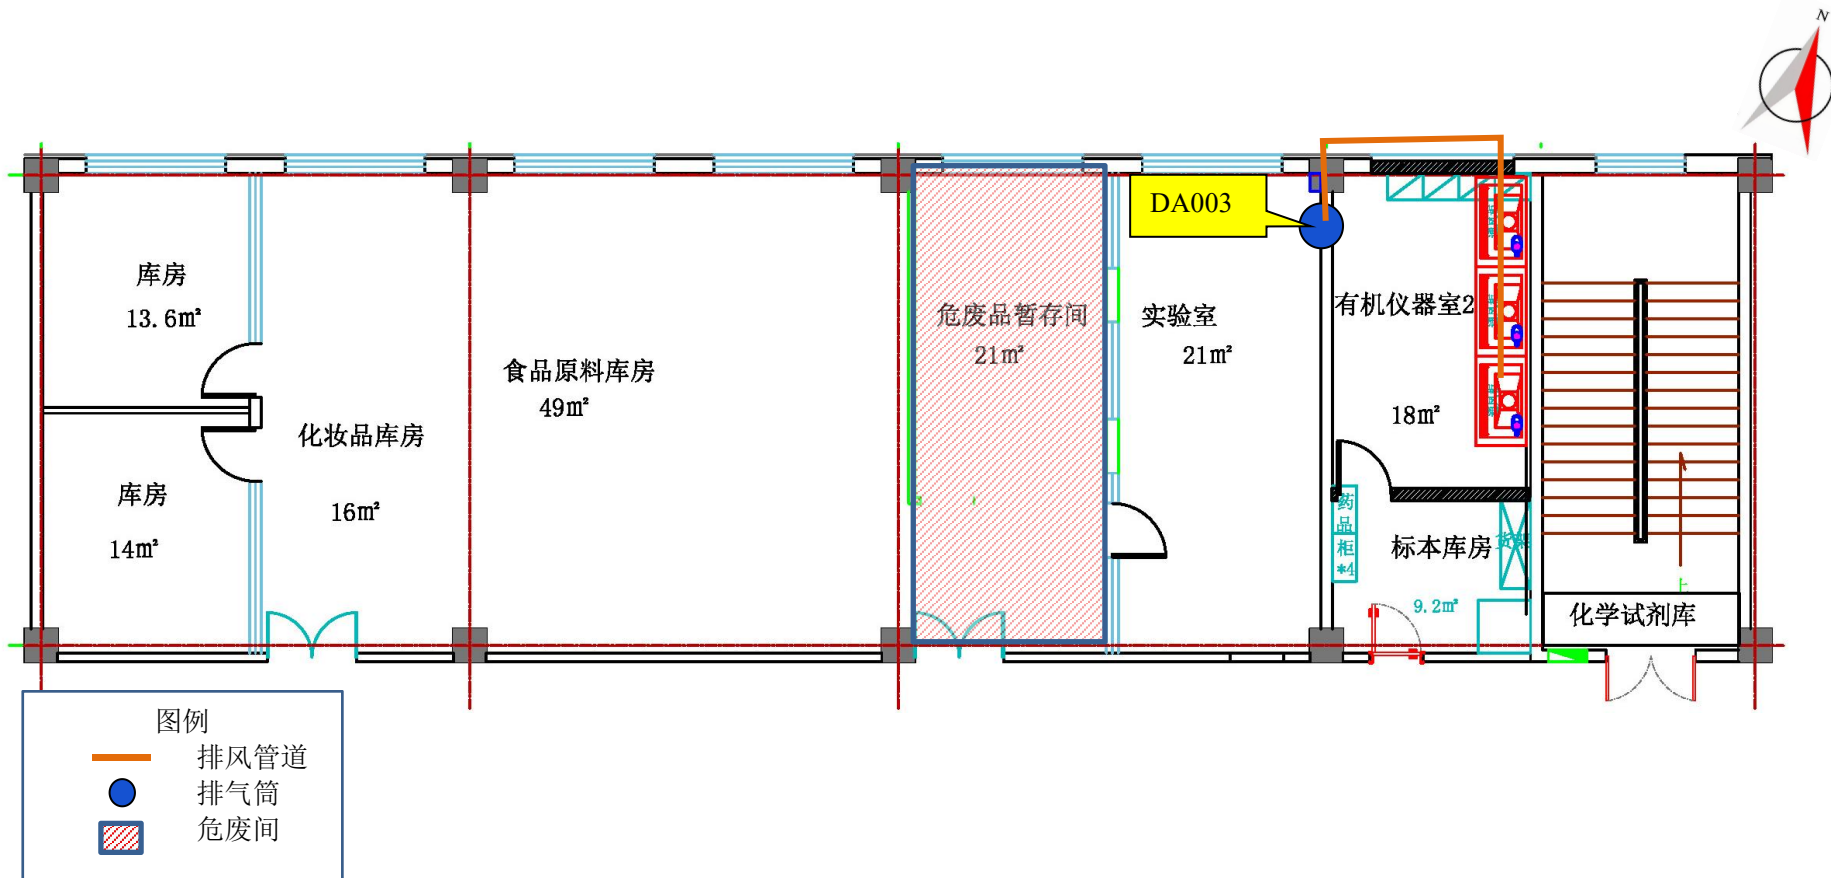 N
DA003
库房
13.6m²
危废品暂存间
21m²
实验室
21m²
有机仪器室2
18m²
食品原料库房
49m²
化妆品库房
16m²
库房
14m²
药品柜*4
标本库房
货架
9.2m²
上
化学试剂库
图例
排风管道
排气筒
危废间